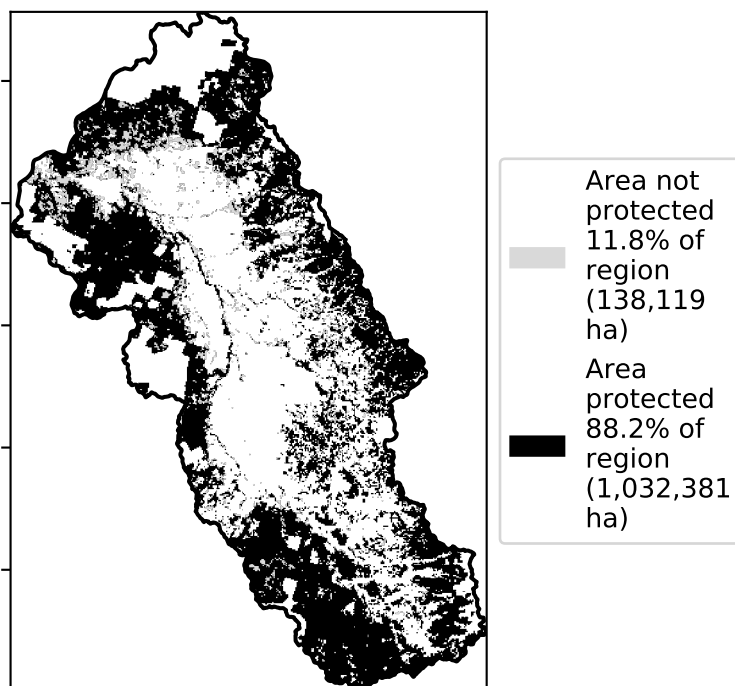 Area not
protected
11.8% of
region
(138,119
ha)
Area
protected
88.2% of
region
(1,032,381
ha)